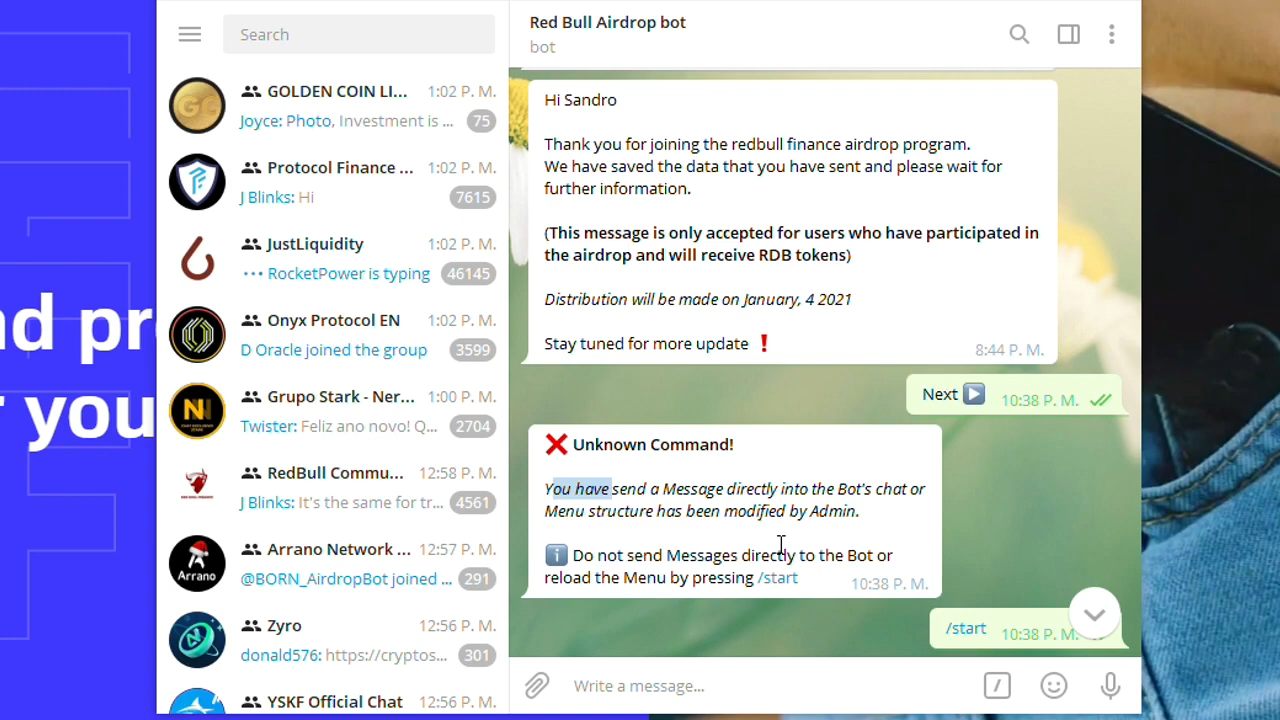 Search
GOLDEN COIN LI... 1:02 P. M.
Joyce: Photo, Investment is ... 75
Protocol Finance ... 1:02 P. M.
J Blinks: Hi 7615
JustLiquidity 1:02 P. M.
RocketPower is typing 46145
Onyx Protocol EN 1:02 P. M.
D Oracle joined the group 3599
Grupo Stark - Ner... 1:00 P. M.
Twister: Feliz ano novo! Q... 2704
RedBull Commu... 12:58 P. M.
J Blinks: It's the same for tr... 4561
Arrano Network ... 12:57 P. M.
Arrano
@BORN_AirdropBot joined ... 291
Zyro 12:56 P. M.
donald576: https://cryptos... 301
YSKF Official Chat 12:56 P. M.
Red Bull Airdrop bot
bot
Hi Sandro
Thank you for joining the redbull finance airdrop program.
We have saved the data that you have sent and please wait for
further information.
(This message is only accepted for users who have participated in
the airdrop and will receive RDB tokens)
Distribution will be made on January, 4 2021
Stay tuned for more update ❗ 8:44 P. M.
Next ▶️ 10:38 P. M.
❌ Unknown Command!
You have send a Message directly into the Bot's chat or
Menu structure has been modified by Admin.
ℹ️ Do not send Messages directly to the Bot or
reload the Menu by pressing /start 10:38 P. M.
/start 10:38 P. M.
Write a message...
you